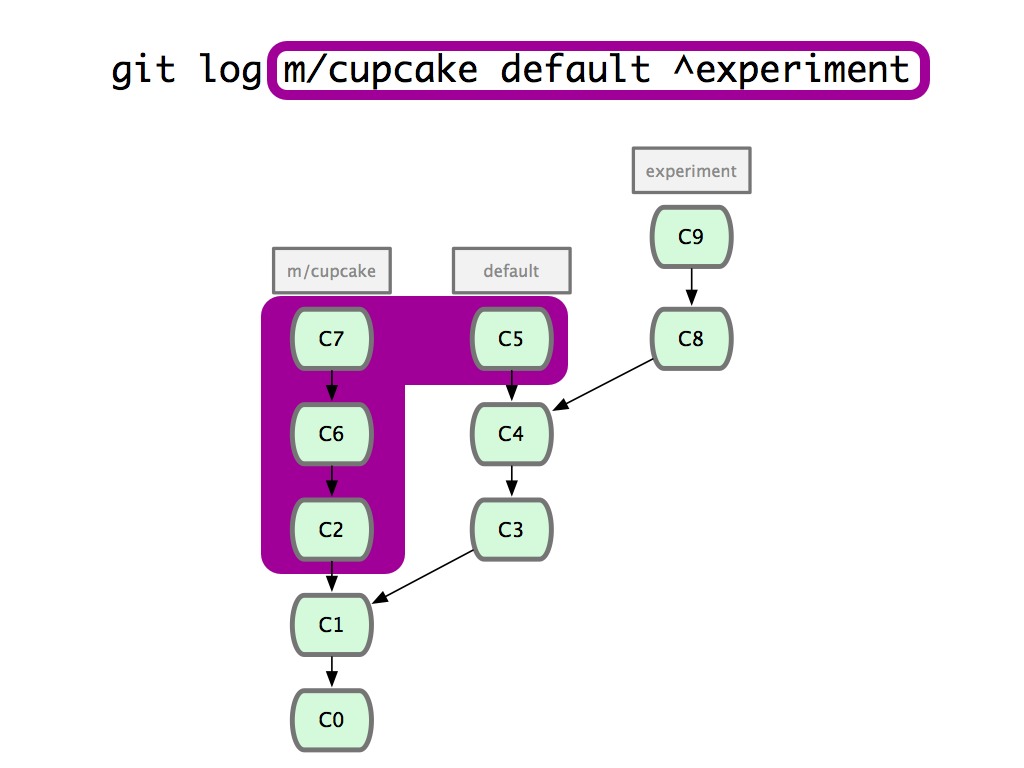 git log m/cupcake default ^experiment
experiment
C9
m/cupcake default
C7 C5 C8
C6 C4
C2 C3
C1
C0